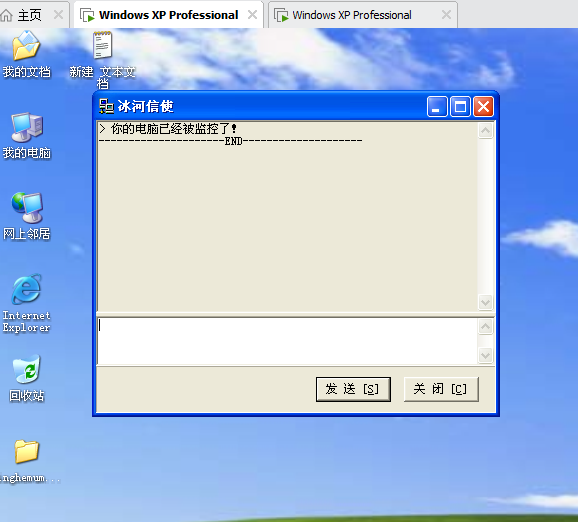 主页
Windows XP Professional
Windows XP Professional
我的文档
新建 文本文
档
冰河信使
> 你的电脑已经被监控了!
---------------------END--------------------
我的电脑
网上邻居
Internet
Explorer
发 送 [S]
关 闭 [C]
回收站
inghemum...